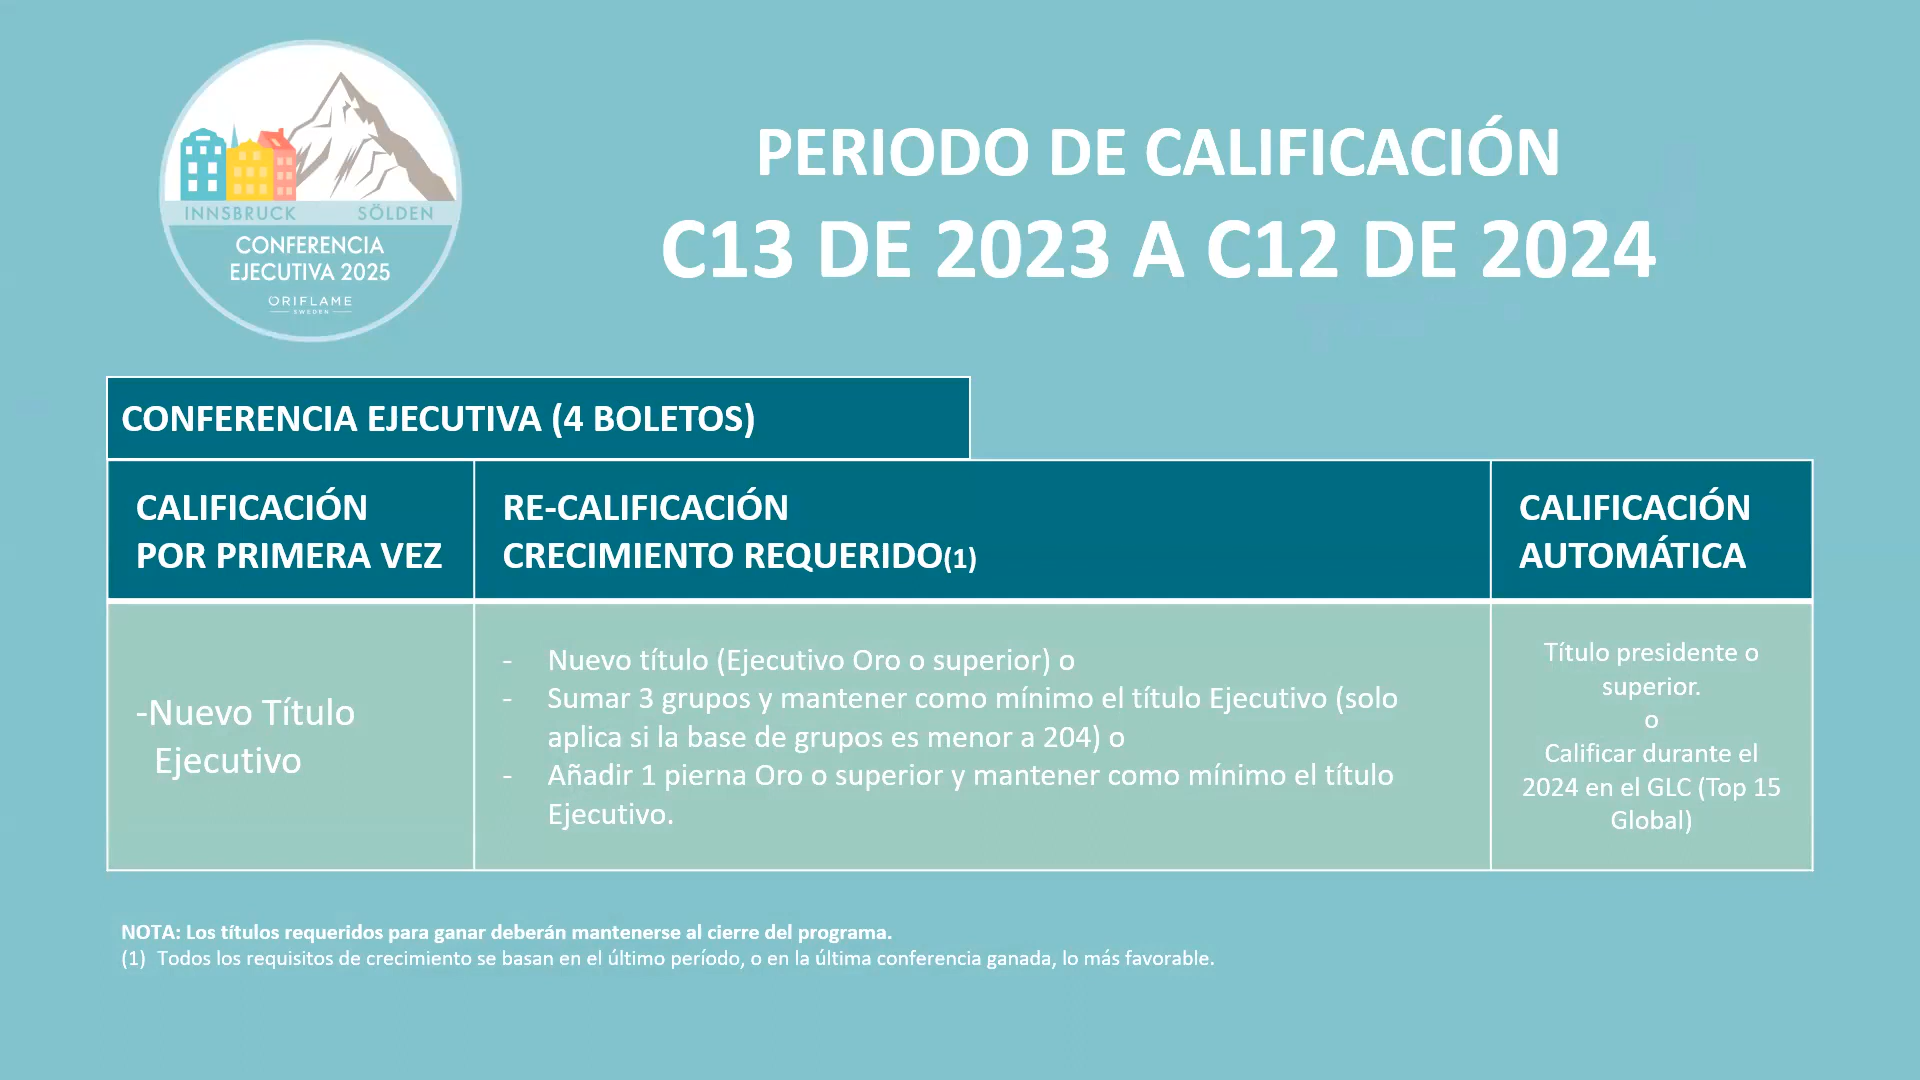 INNSBRUCK SÖLDEN
CONFERENCIA
EJECUTIVA 2025
ORIFLAME
SWEDEN
PERIODO DE CALIFICACIÓN
C13 DE 2023 A C12 DE 2024
CONFERENCIA EJECUTIVA (4 BOLETOS)
CALIFICACIÓN
POR PRIMERA VEZ
RE-CALIFICACIÓN
CRECIMIENTO REQUERIDO(1)
CALIFICACIÓN
AUTOMÁTICA
-Nuevo Título
Ejecutivo
- Nuevo título (Ejecutivo Oro o superior) o
- Sumar 3 grupos y mantener como mínimo el título Ejecutivo (solo
aplica si la base de grupos es menor a 204) o
- Añadir 1 pierna Oro o superior y mantener como mínimo el título
Ejecutivo.
Título presidente o
superior.
o
Calificar durante el
2024 en el GLC (Top 15
Global)
NOTA: Los títulos requeridos para ganar deberán mantenerse al cierre del programa.
(1) Todos los requisitos de crecimiento se basan en el último período, o en la última conferencia ganada, lo más favorable.